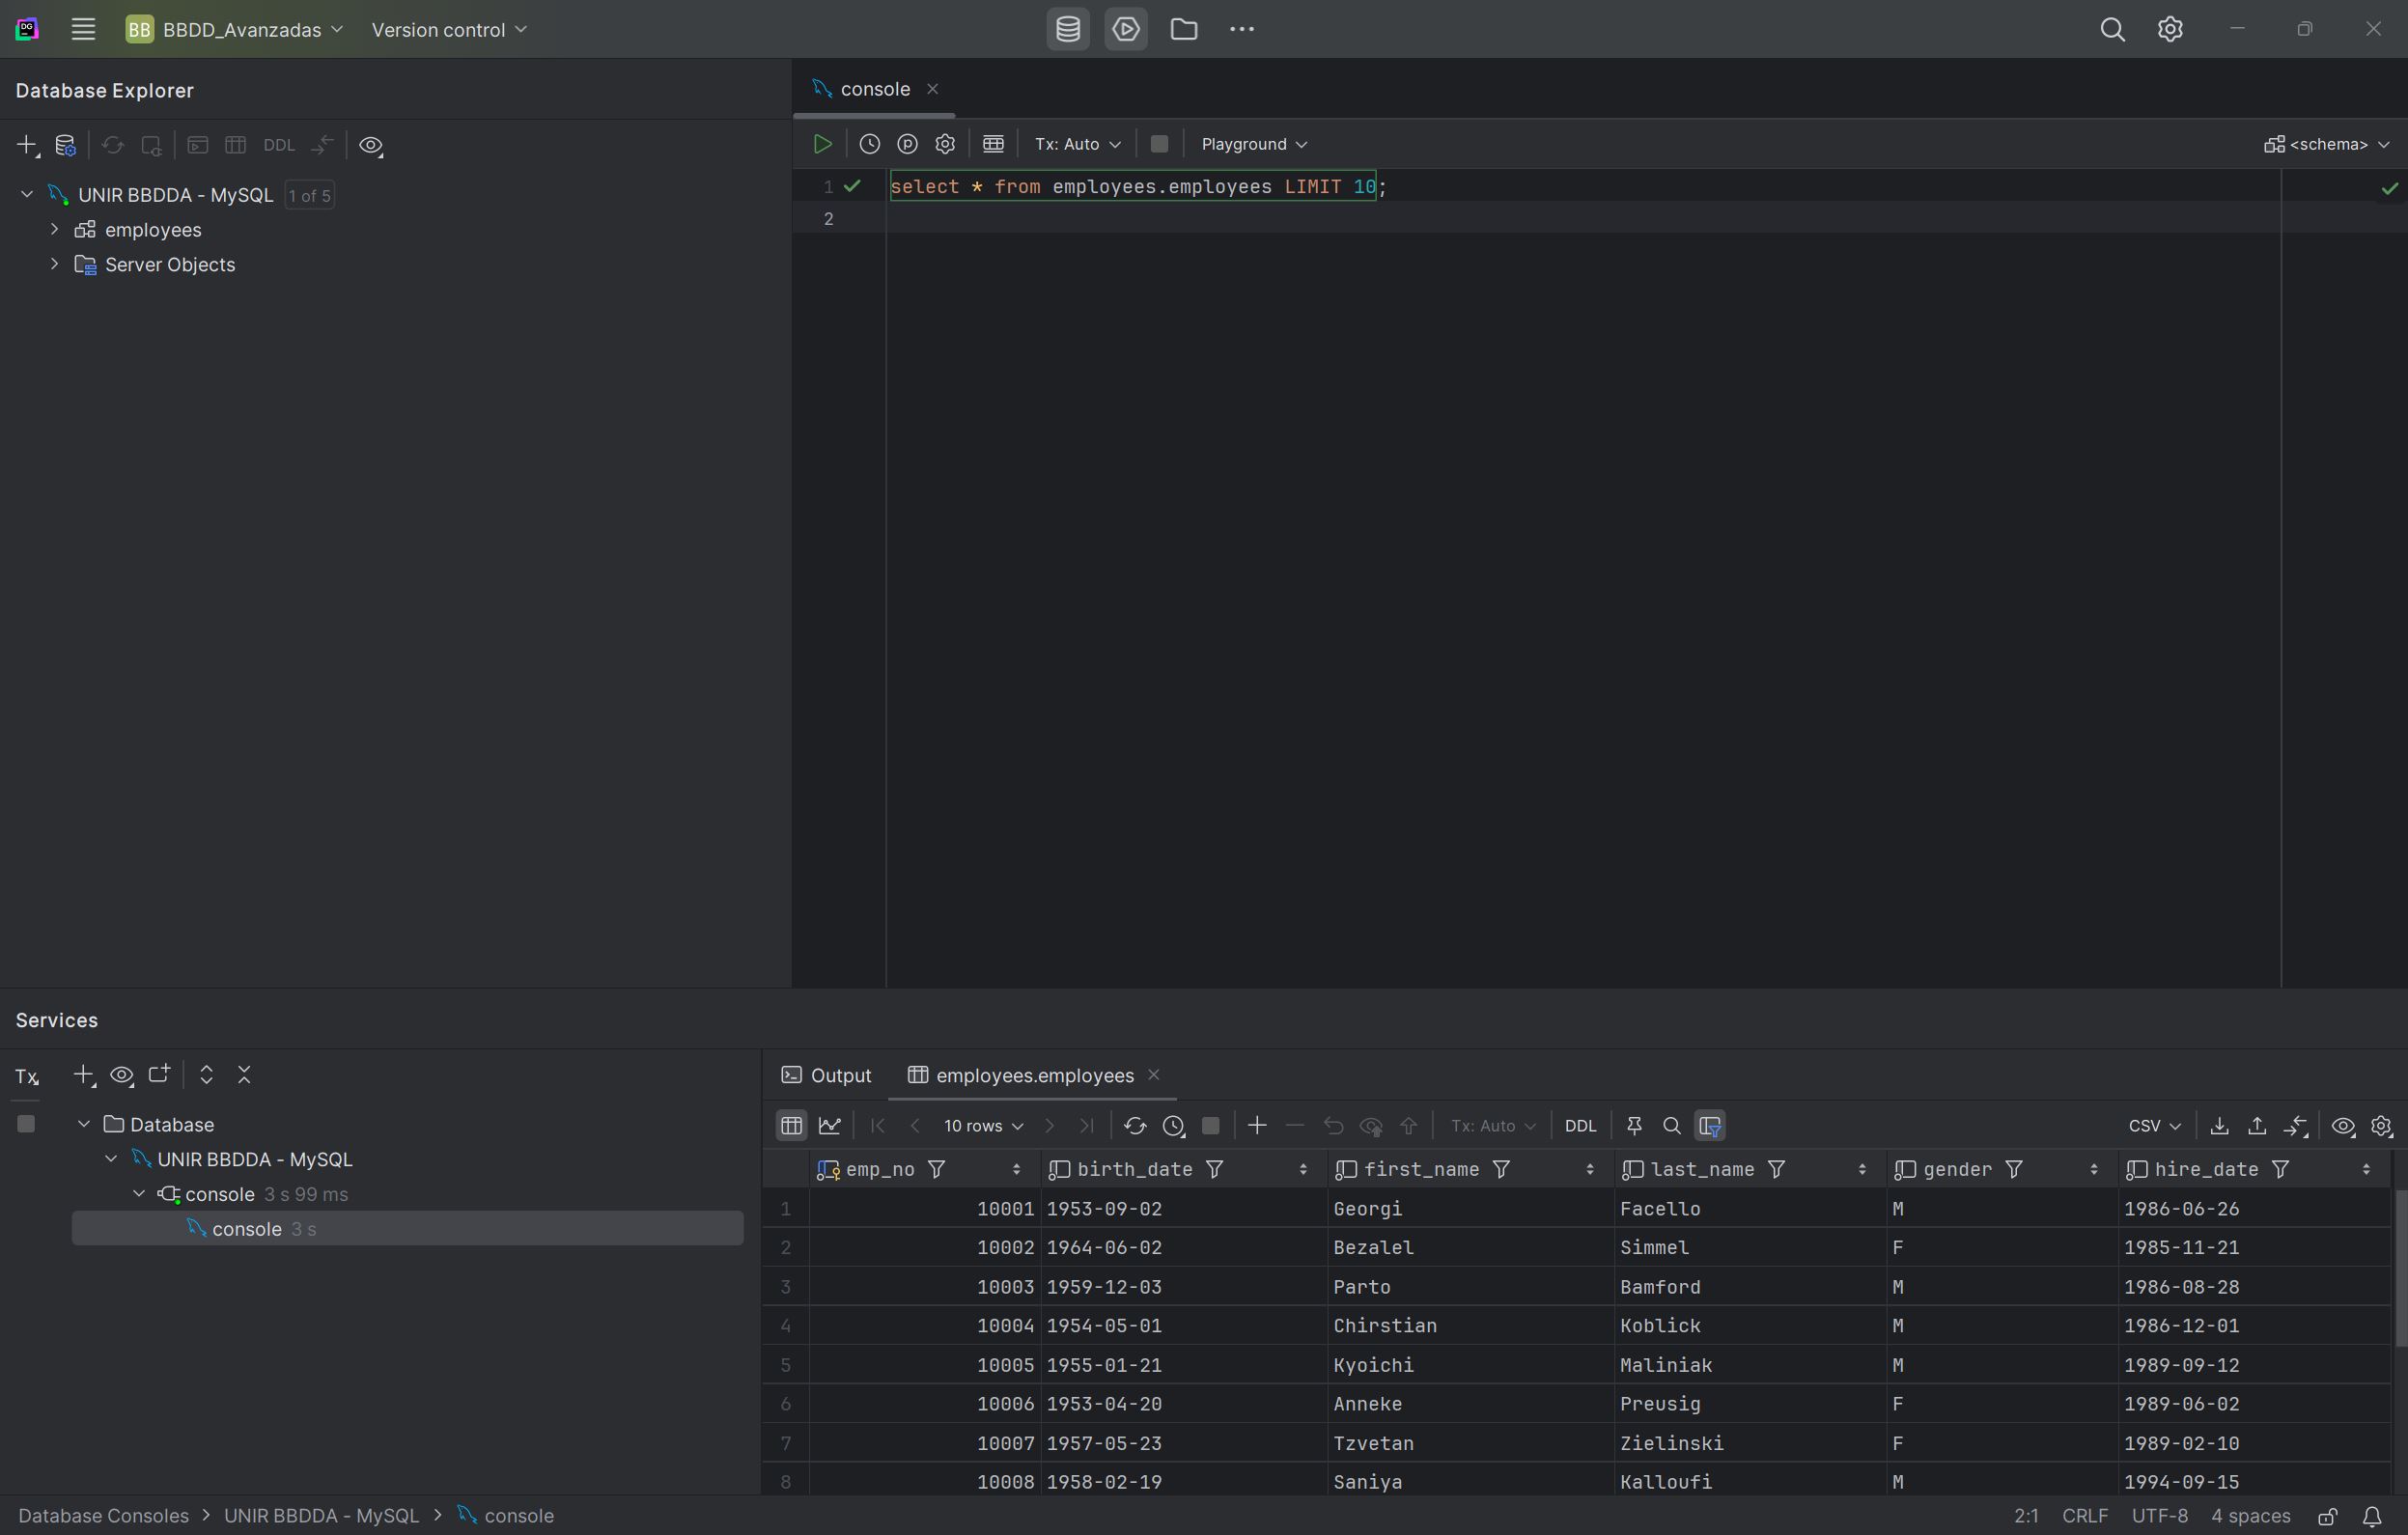 DG
BB BBDD_Avanzadas Version control
Database Explorer
DDL
UNIR BBDDA - MySQL 1 of 5
employees
Server Objects
console
Tx: Auto Playground <schema>
1 select * from employees.employees LIMIT 10;
2
Services
Tx
Database
UNIR BBDDA - MySQL
console 3 s 99 ms
console 3 s
Output employees.employees
10 rows Tx: Auto DDL CSV
emp_no birth_date first_name last_name gender hire_date
1 10001 1953-09-02 Georgi Facello M 1986-06-26
2 10002 1964-06-02 Bezalel Simmel F 1985-11-21
3 10003 1959-12-03 Parto Bamford M 1986-08-28
4 10004 1954-05-01 Chirstian Koblick M 1986-12-01
5 10005 1955-01-21 Kyoichi Maliniak M 1989-09-12
6 10006 1953-04-20 Anneke Preusig F 1989-06-02
7 10007 1957-05-23 Tzvetan Zielinski F 1989-02-10
8 10008 1958-02-19 Saniya Kalloufi M 1994-09-15
Database Consoles > UNIR BBDDA - MySQL > console 2:1 CRLF UTF-8 4 spaces